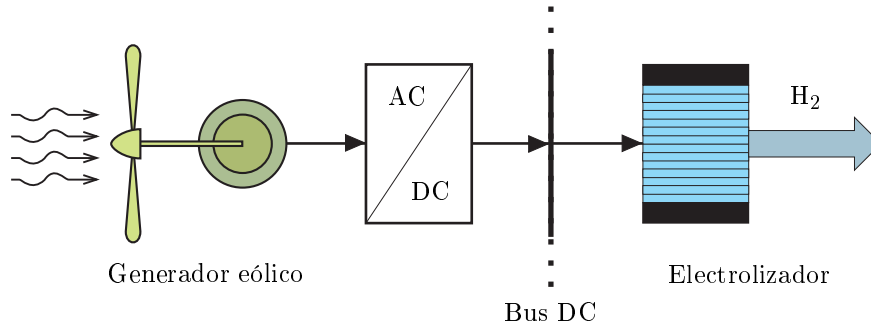 AC
DC
H₂
Generador eólico
Electrolizador
Bus DC